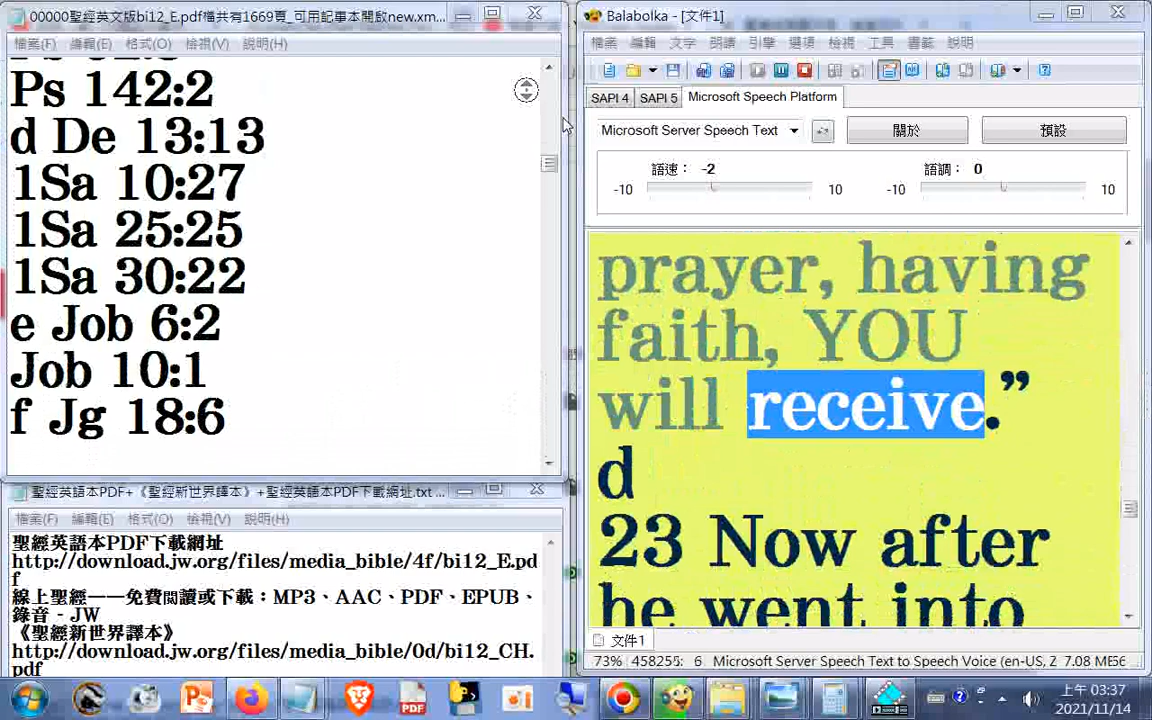 00000聖經英文版bi12_E.pdf檔共有1669頁_可用記事本開啟new.xm...
檔案(F) 編輯(E) 格式(O) 檢視(V) 說明(H)
Ps 142:2
d De 13:13
1Sa 10:27
1Sa 25:25
1Sa 30:22
e Job 6:2
Job 10:1
f Jg 18:6
聖經英語本PDF+《聖經新世界譯本》+聖經英語本PDF下載網址.txt ...
檔案(F) 編輯(E) 格式(O) 檢視(V) 說明(H)
聖經英語本PDF下載網址
http://download.jw.org/files/media_bible/4f/bi12_E.pd
f
線上聖經——免費閱讀或下載：MP3、AAC、PDF、EPUB、
錄音 - JW
《聖經新世界譯本》
http://download.jw.org/files/media_bible/0d/bi12_CH.
pdf
Balabolka - [文件1]
檔案 編輯 文字 朗讀 引擎 選項 檢視 工具 書籤 說明
SAPI 4 SAPI 5 Microsoft Speech Platform
Microsoft Server Speech Text 關於 預設
語速： -2 語調： 0
-10 10 -10 10
prayer, having
faith, YOU
will receive.”
d
23 Now after
he went into
文件1
73% 458255: 6 Microsoft Server Speech Text to Speech Voice (en-US, Z 7.08 ME56
上午 03:37
2021/11/14